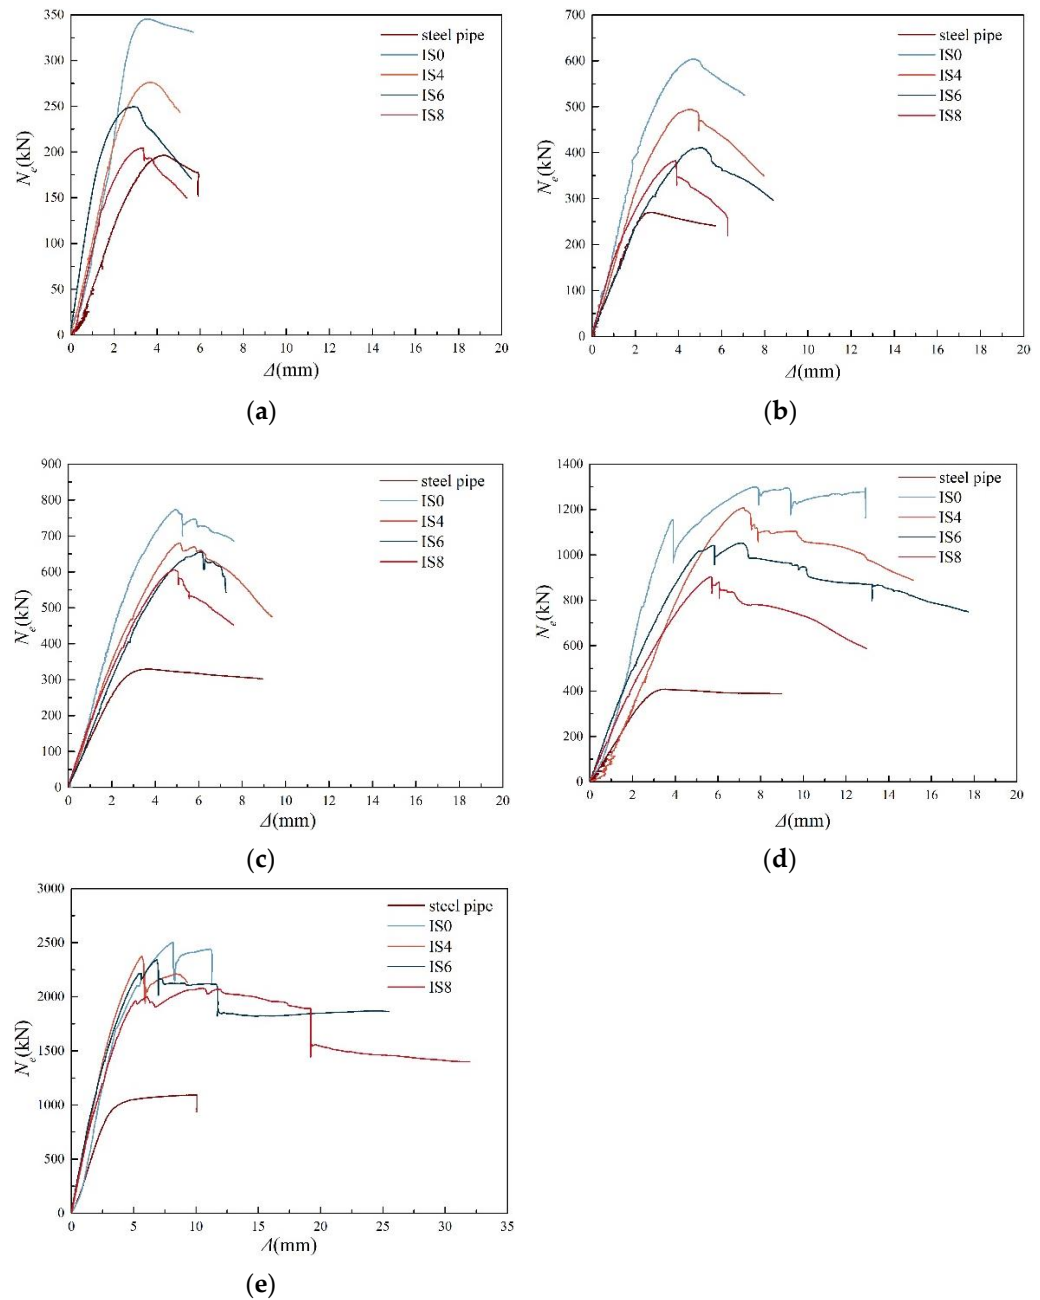 350
300
250
200
150
100
50
0
Ne(kN)
0 2 4 6 8 10 12 14 16 18 20
Δ(mm)
steel pipe
IS0
IS4
IS6
IS8
(a)
700
600
500
400
300
200
100
0
Ne(kN)
0 2 4 6 8 10 12 14 16 18 20
Δ(mm)
steel pipe
IS0
IS4
IS6
IS8
(b)
900
800
700
600
500
400
300
200
100
0
Ne(kN)
0 2 4 6 8 10 12 14 16 18 20
Δ(mm)
steel pipe
IS0
IS4
IS6
IS8
(c)
1400
1200
1000
800
600
400
200
0
Ne(kN)
0 2 4 6 8 10 12 14 16 18 20
Δ(mm)
steel pipe
IS0
IS4
IS6
IS8
(d)
3000
2500
2000
1500
1000
500
0
Ne(kN)
0 5 10 15 20 25 30 35
Δ(mm)
steel pipe
IS0
IS4
IS6
IS8
(e)